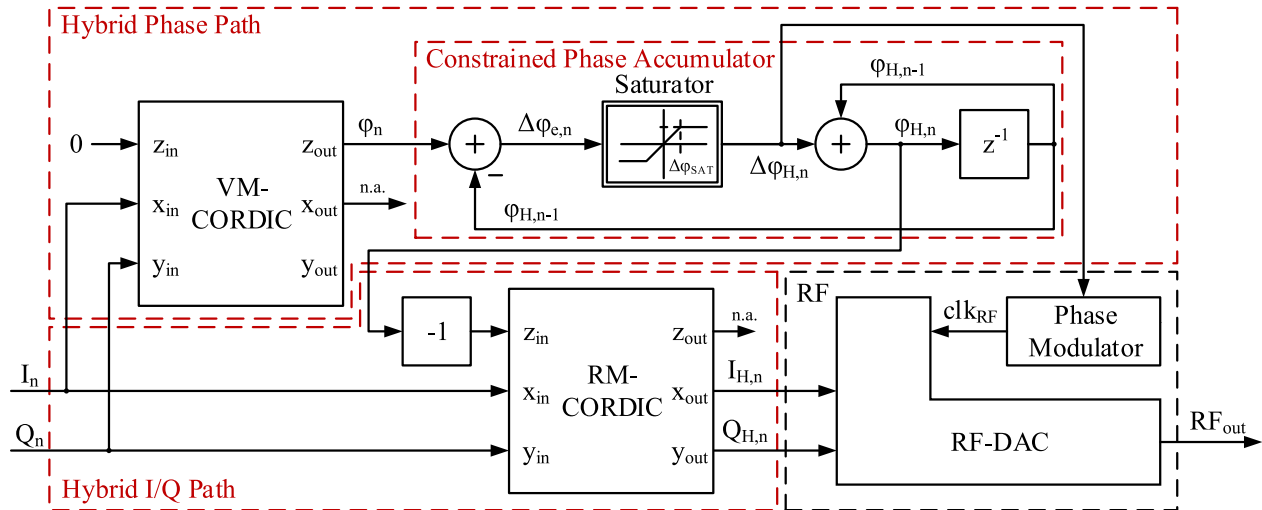 Hybrid Phase Path
Constrained Phase Accumulator
Saturator
φH,n-1
0
zin
zout
φn
+
Δφe,n
ΔφSAT
ΔφH,n
+
φH,n
z-1
n.a.
xin
VM-
CORDIC
xout
−
φH,n-1
yin
yout
RF
-1
zin
zout
n.a.
clkRF
Phase
Modulator
In
xin
RM-
CORDIC
xout
IH,n
Qn
yin
yout
QH,n
RF-DAC
RFout
Hybrid I/Q Path